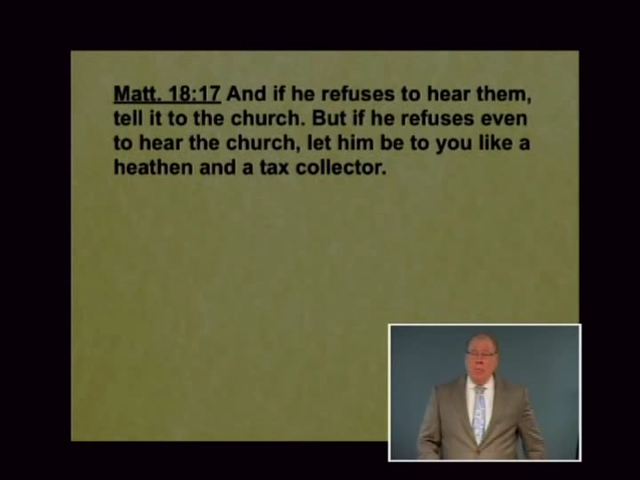 Matt. 18:17 And if he refuses to hear them,
tell it to the church. But if he refuses even
to hear the church, let him be to you like a
heathen and a tax collector.